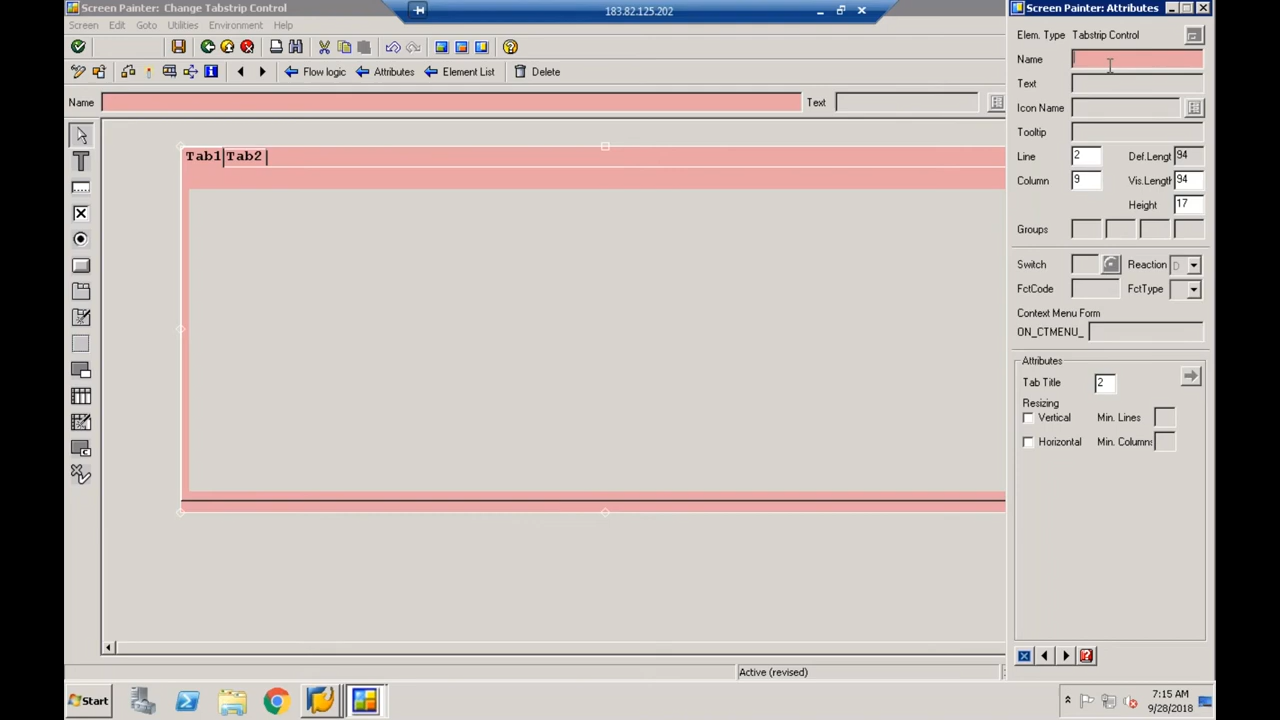 Screen Painter: Change Tabstrip Control
183.82.125.202
Screen Painter: Attributes
Screen Edit Goto Utilities Environment Help
Flow logic Attributes Element List Delete
Name Text
Tab1 Tab2
Elem. Type Tabstrip Control
Name
Text
Icon Name
Tooltip
Line 2 Def.Lengt 94
Column 9 Vis.Lengt 94
Height 17
Groups
Switch Reaction D
FctCode FctType
Context Menu Form
ON_CTMENU_
Attributes
Tab Title 2
Resizing
Vertical Min. Lines
Horizontal Min. Columns
Active (revised)
Start
7:15 AM
9/28/2018